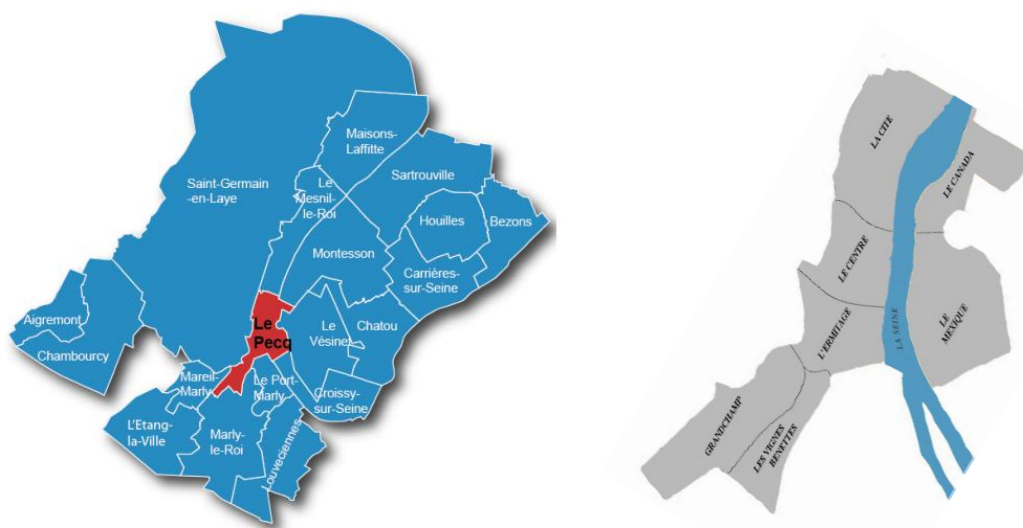 Maisons-
Laffitte
Saint-Germain
-en-Laye
Le
Mesnil-
le-Roi
Sartrouville
Houilles
Bezons
Montesson
Carrières-
sur-Seine
Aigremont
Chambourcy
Le
Pecq
Le
Vèsinet
Chatou
Mareil-
Marly
Le Port-
Marly
Croissy-
sur-Seine
L'Etang-
la-Ville
Marly-
le-Roi
Louveciennes
LA CITE
LE CANADA
LE CENTRE
LA SEINE
LE
MEXIQUE
L'ERMITAGE
GRANDCHAMP
LES VIGNES
BENETTES